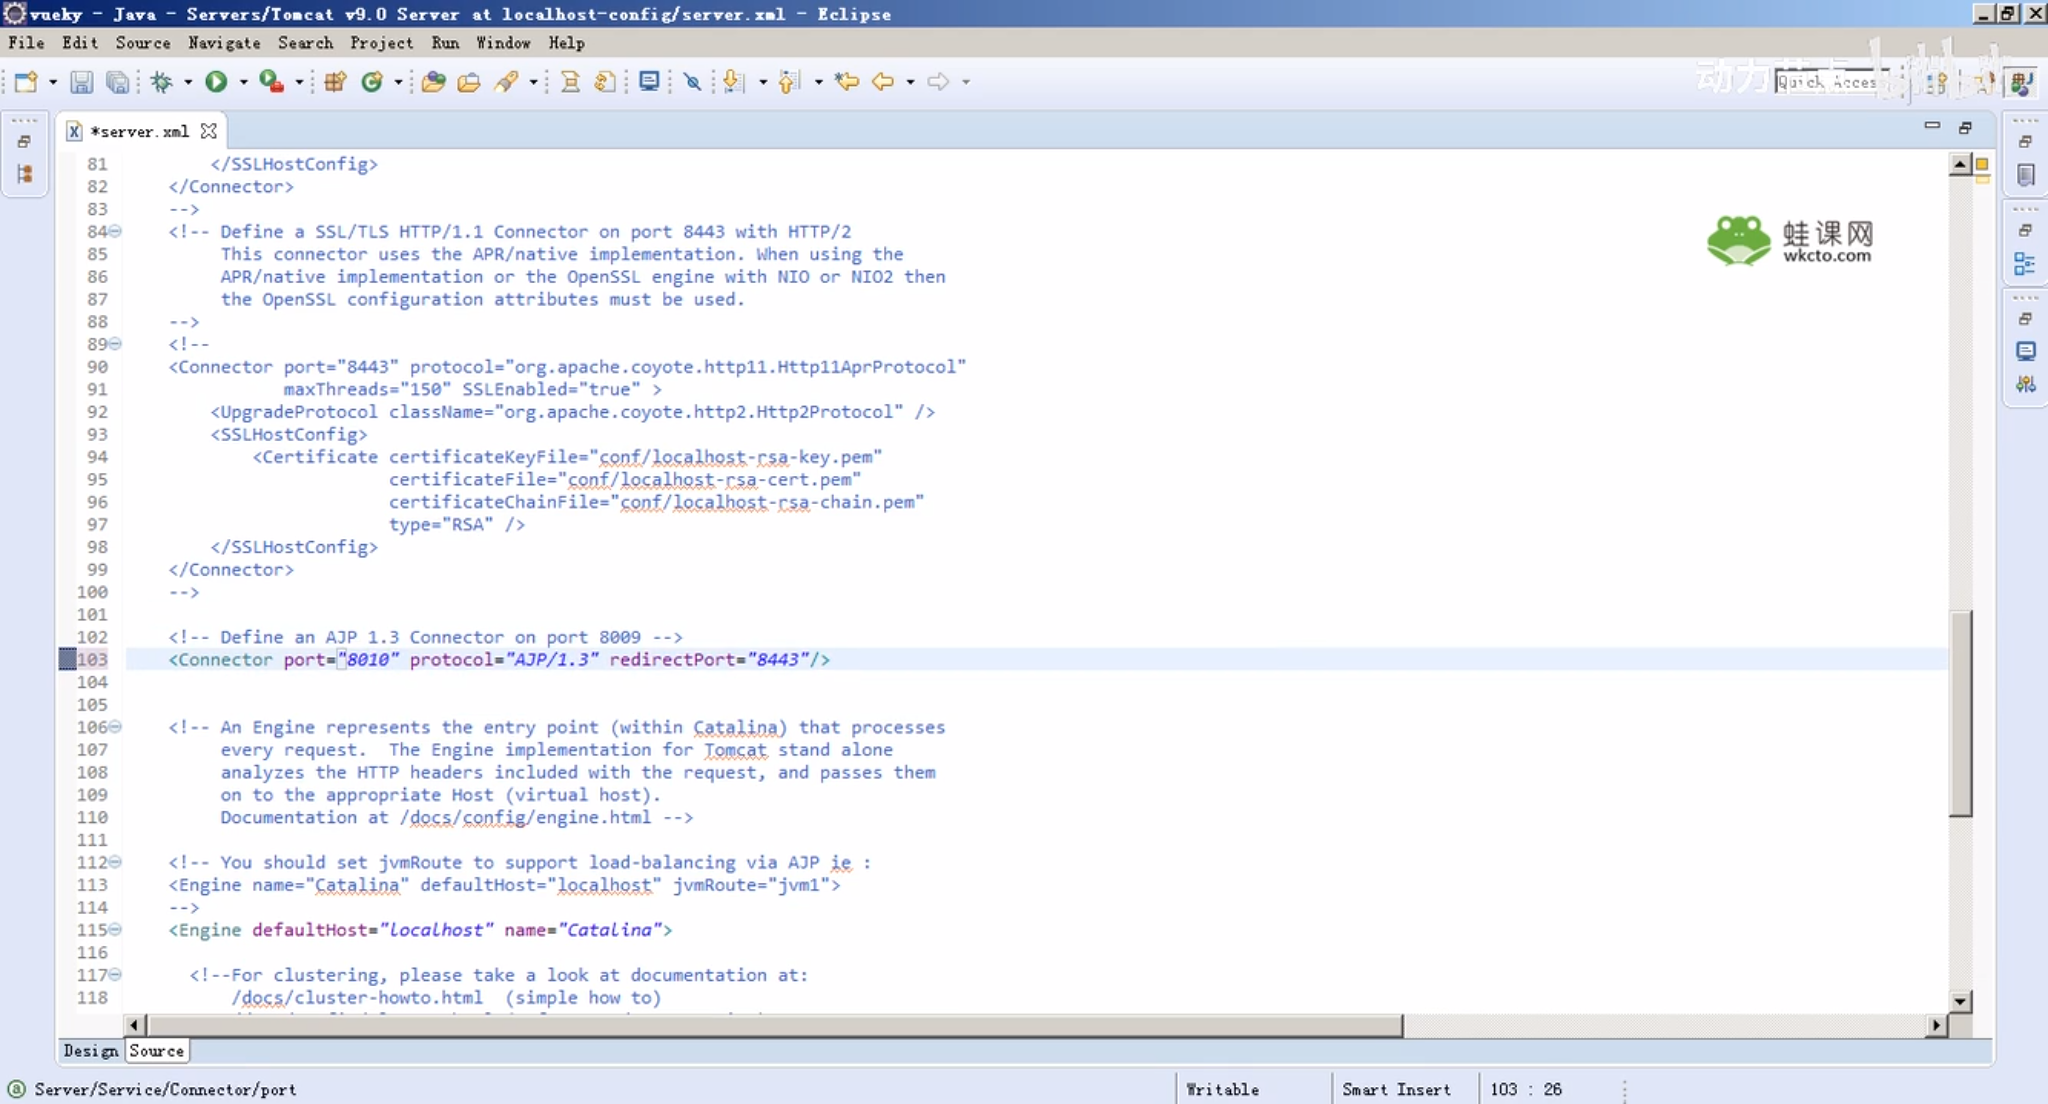 vueky - Java - Servers/Tomcat v9.0 Server at localhost-config/server.xml - Eclipse
File Edit Source Navigate Search Project Run Window Help
动力节点
bilibili
Quick Access
*server.xml
蛙课网
wkcto.com
81 </SSLHostConfig>
82 </Connector>
83 -->
84 <!-- Define a SSL/TLS HTTP/1.1 Connector on port 8443 with HTTP/2
85 This connector uses the APR/native implementation. When using the
86 APR/native implementation or the OpenSSL engine with NIO or NIO2 then
87 the OpenSSL configuration attributes must be used.
88 -->
89 <!--
90 <Connector port="8443" protocol="org.apache.coyote.http11.Http11AprProtocol"
91 maxThreads="150" SSLEnabled="true" >
92 <UpgradeProtocol className="org.apache.coyote.http2.Http2Protocol" />
93 <SSLHostConfig>
94 <Certificate certificateKeyFile="conf/localhost-rsa-key.pem"
95 certificateFile="conf/localhost-rsa-cert.pem"
96 certificateChainFile="conf/localhost-rsa-chain.pem"
97 type="RSA" />
98 </SSLHostConfig>
99 </Connector>
100 -->
101
102 <!-- Define an AJP 1.3 Connector on port 8009 -->
103 <Connector port="8010" protocol="AJP/1.3" redirectPort="8443"/>
104
105
106 <!-- An Engine represents the entry point (within Catalina) that processes
107 every request.  The Engine implementation for Tomcat stand alone
108 analyzes the HTTP headers included with the request, and passes them
109 on to the appropriate Host (virtual host).
110 Documentation at /docs/config/engine.html -->
111
112 <!-- You should set jvmRoute to support load-balancing via AJP ie :
113 <Engine name="Catalina" defaultHost="localhost" jvmRoute="jvm1">
114 -->
115 <Engine defaultHost="localhost" name="Catalina">
116
117 <!--For clustering, please take a look at documentation at:
118 /docs/cluster-howto.html  (simple how to)
Design Source
Server/Service/Connector/port
Writable
Smart Insert
103 : 26